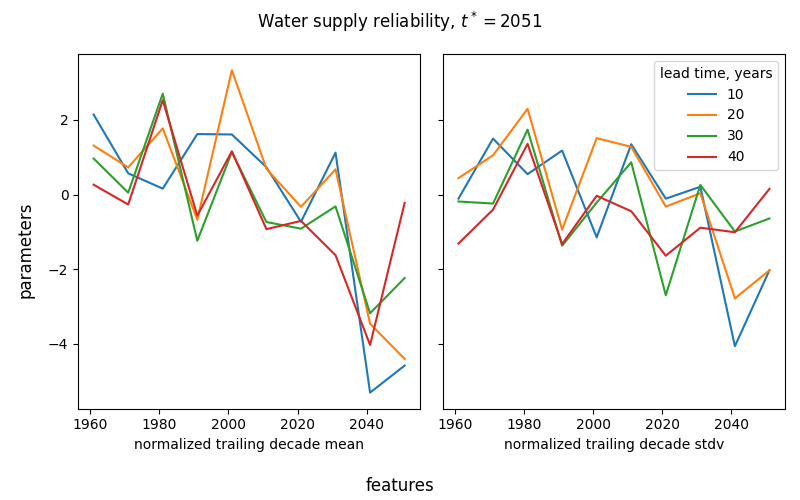 Water supply reliability, t* = 2051
parameters
2
0
−2
−4
1960 1980 2000 2020 2040
normalized trailing decade mean
lead time, years
10
20
30
40
1960 1980 2000 2020 2040
normalized trailing decade stdv
features